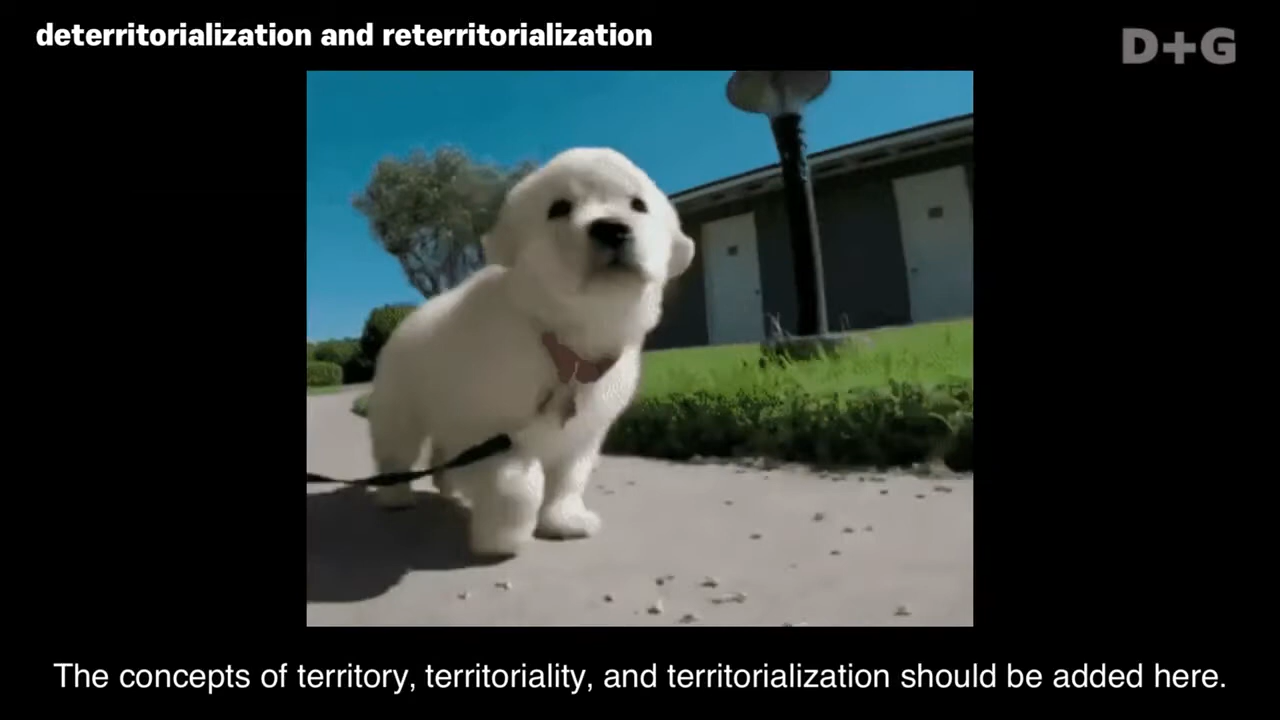 deterritorialization and reterritorialization
D+G
The concepts of territory, territoriality, and territorialization should be added here.